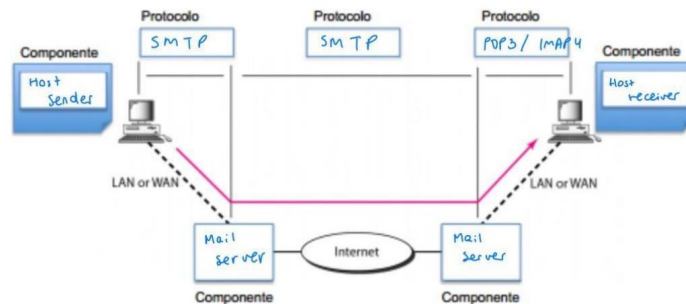 Protocolo
Protocolo
Protocolo
SMTP
SMTP
POP3 / IMAP4
Componente
Componente
Host
sender
Host
receiver
LAN or WAN
LAN or WAN
Mail
server
Internet
Mail
server
Componente
Componente